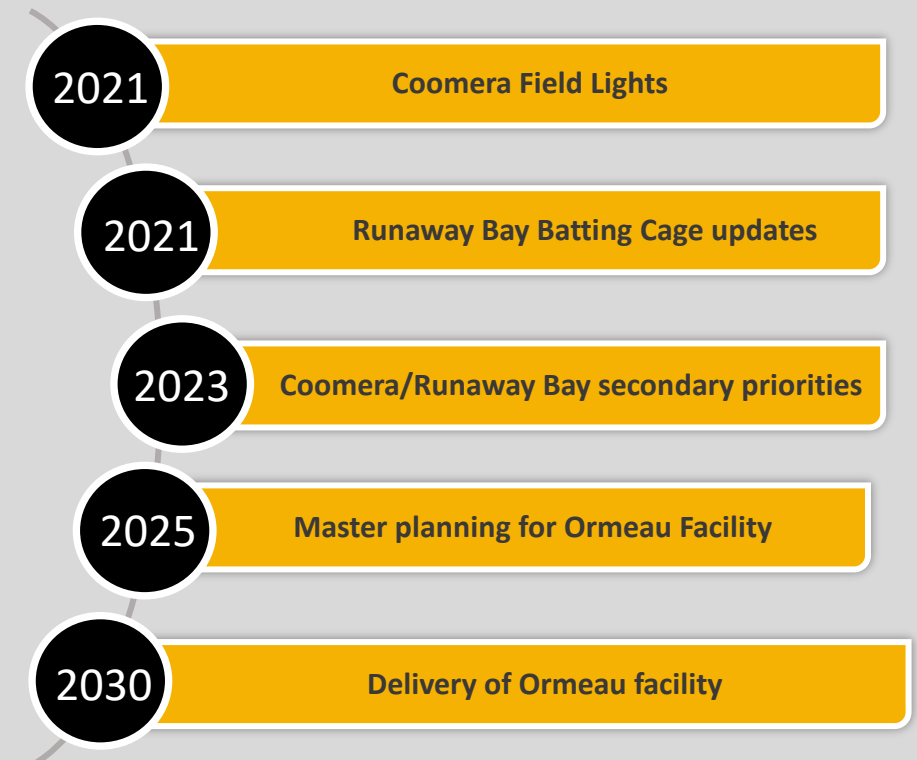 2021
Coomera Field Lights
2021
Runaway Bay Batting Cage updates
2023
Coomera/Runaway Bay secondary priorities
2025
Master planning for Ormeau Facility
2030
Delivery of Ormeau facility